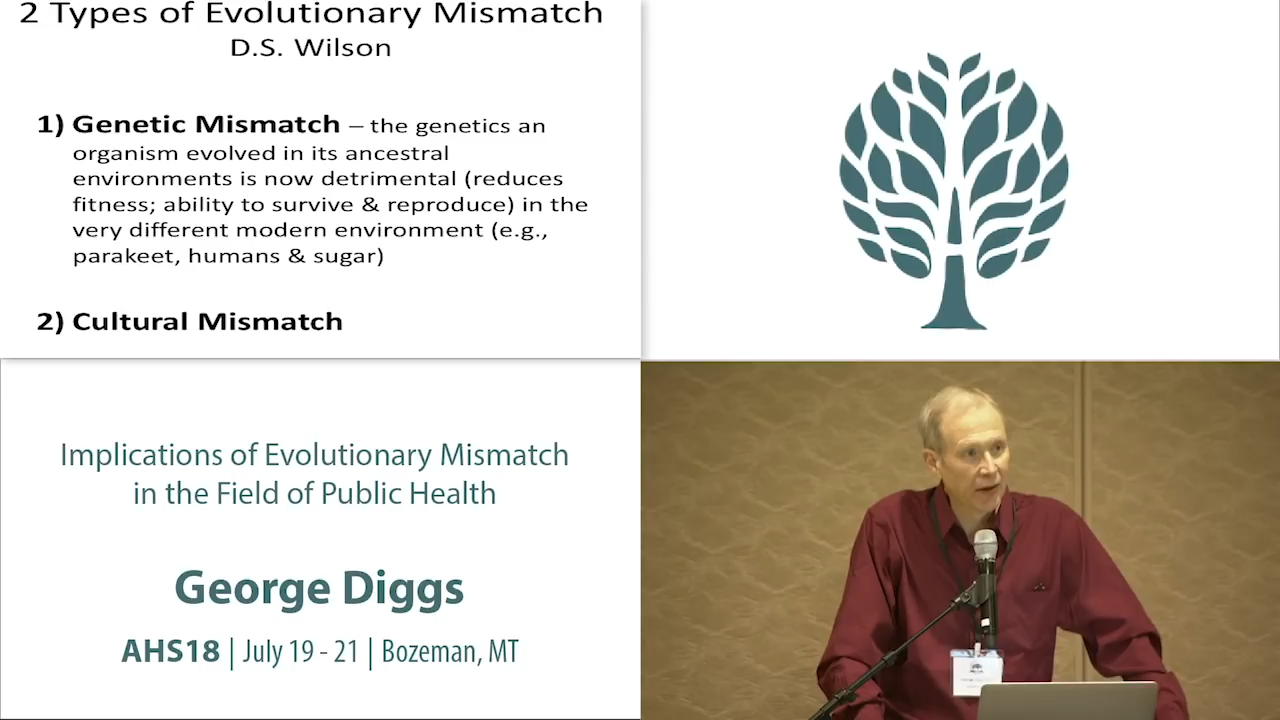 2 Types of Evolutionary Mismatch
D.S. Wilson
1) Genetic Mismatch – the genetics an
organism evolved in its ancestral
environments is now detrimental (reduces
fitness; ability to survive & reproduce) in the
very different modern environment (e.g.,
parakeet, humans & sugar)
2) Cultural Mismatch
Implications of Evolutionary Mismatch
in the Field of Public Health
George Diggs
AHS18 | July 19 - 21 | Bozeman, MT